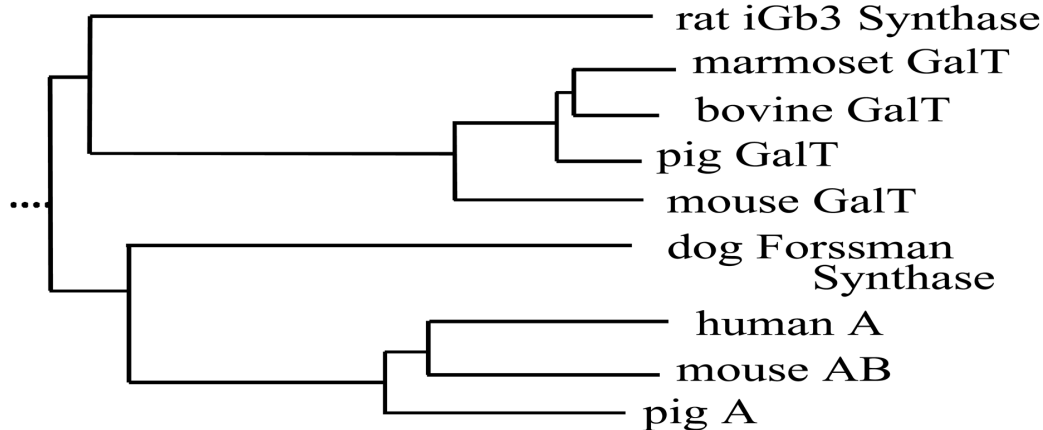 rat iGb3 Synthase
marmoset GalT
bovine GalT
pig GalT
mouse GalT
dog Forssman
Synthase
human A
mouse AB
pig A